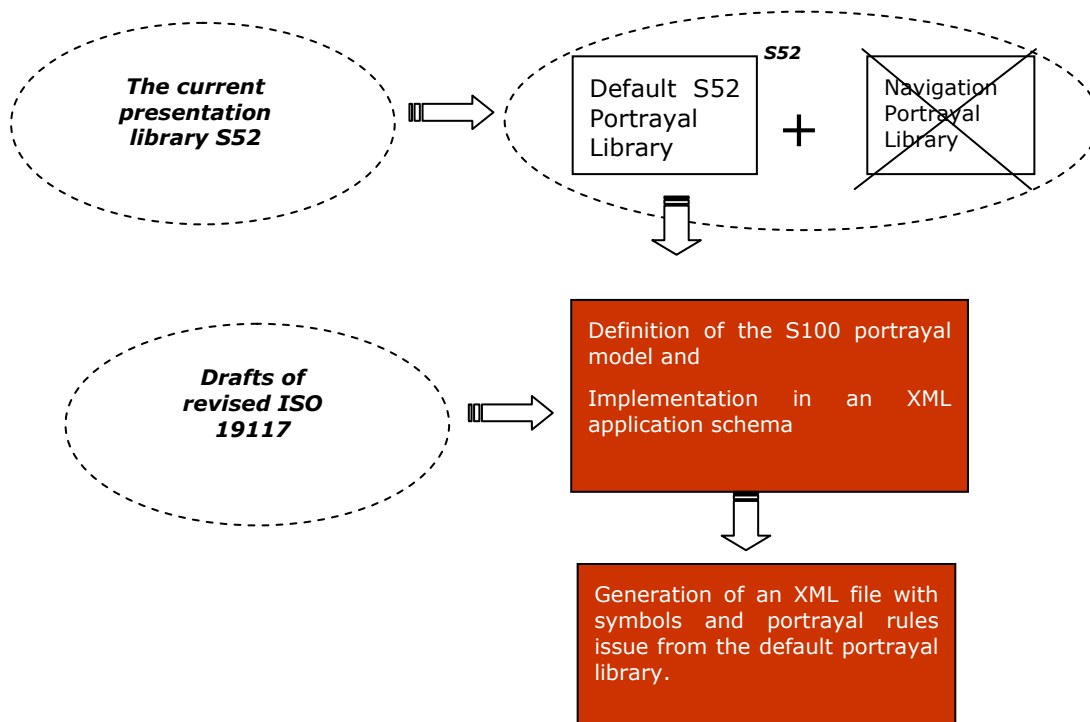 The current
presentation
library S52
S52
Default S52
Portrayal
Library
+
Navigation
Portrayal
Library
Drafts of
revised ISO
19117
Definition of the S100 portrayal
model and
Implementation in an XML
application schema
Generation of an XML file with
symbols and portrayal rules
issue from the default portrayal
library.